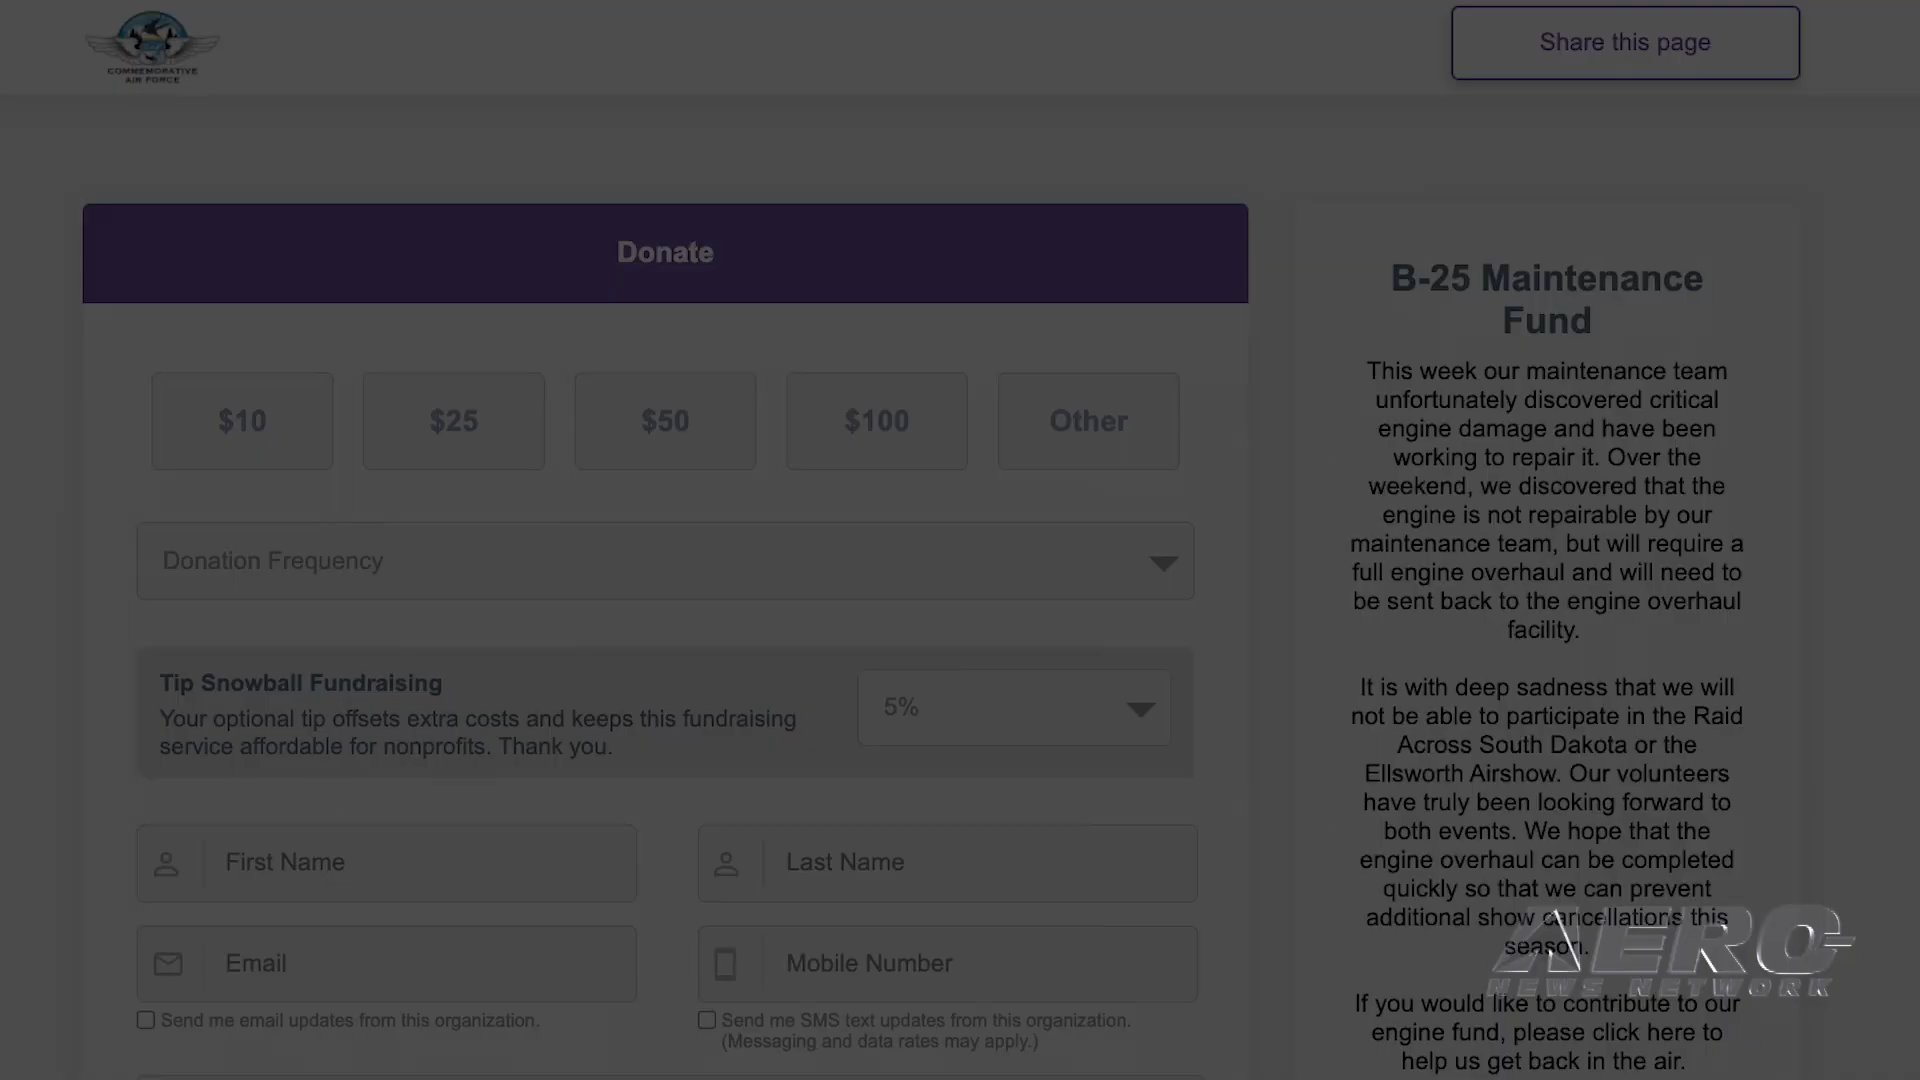 COMMEMORATIVE
AIR FORCE
Share this page
Donate
$10
$25
$50
$100
Other
Donation Frequency
Tip Snowball Fundraising
Your optional tip offsets extra costs and keeps this fundraising
service affordable for nonprofits. Thank you.
5%
First Name
Last Name
Email
Mobile Number
Send me email updates from this organization.
Send me SMS text updates from this organization.
(Messaging and data rates may apply.)
B-25 Maintenance
Fund
This week our maintenance team
unfortunately discovered critical
engine damage and have been
working to repair it. Over the
weekend, we discovered that the
engine is not repairable by our
maintenance team, but will require a
full engine overhaul and will need to
be sent back to the engine overhaul
facility.
It is with deep sadness that we will
not be able to participate in the Raid
Across South Dakota or the
Ellsworth Airshow. Our volunteers
have truly been looking forward to
both events. We hope that the
engine overhaul can be completed
quickly so that we can prevent
additional show cancellations this
season.
If you would like to contribute to our
engine fund, please click here to
help us get back in the air.
AERO
NEWS NETWORK